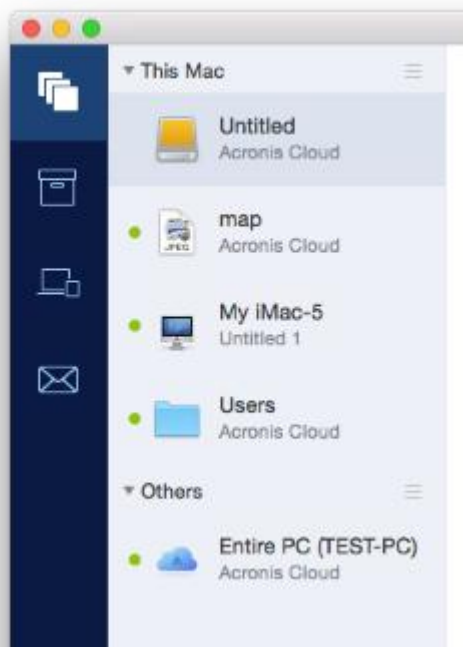 This Mac
Untitled
Acronis Cloud
map
Acronis Cloud
JPEG
My iMac-5
Untitled 1
Users
Acronis Cloud
Others
Entire PC (TEST-PC)
Acronis Cloud